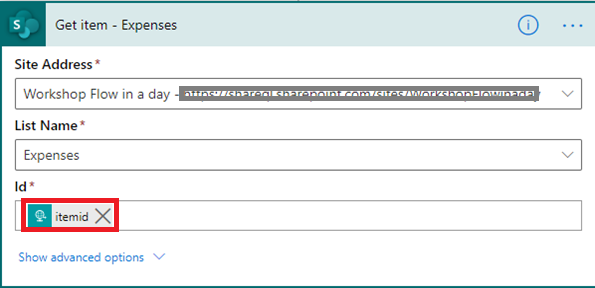 S
Get item - Expenses
Site Address *
Workshop Flow in a day -
List Name *
Expenses
Id *
itemid
Show advanced options